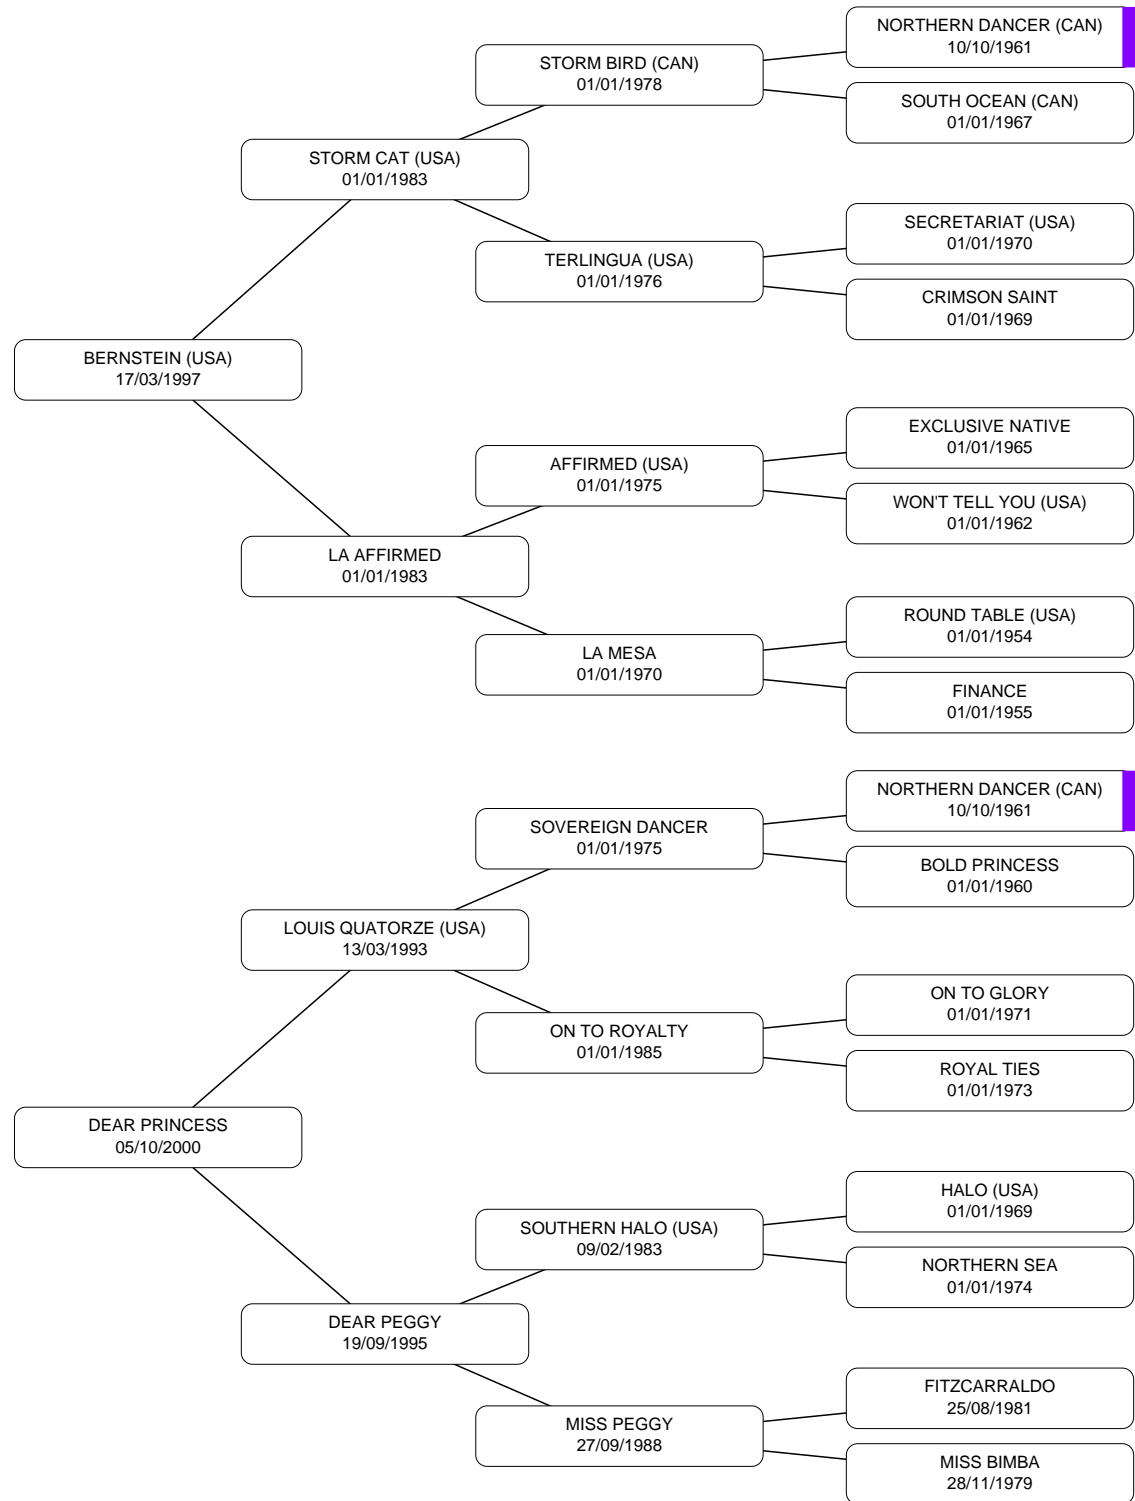 NORTHERN DANCER (CAN)
10/10/1961
STORM BIRD (CAN)
01/01/1978
SOUTH OCEAN (CAN)
01/01/1967
STORM CAT (USA)
01/01/1983
SECRETARIAT (USA)
01/01/1970
TERLINGUA (USA)
01/01/1976
CRIMSON SAINT
01/01/1969
BERNSTEIN (USA)
17/03/1997
EXCLUSIVE NATIVE
01/01/1965
AFFIRMED (USA)
01/01/1975
WON'T TELL YOU (USA)
01/01/1962
LA AFFIRMED
01/01/1983
ROUND TABLE (USA)
01/01/1954
LA MESA
01/01/1970
FINANCE
01/01/1955
NORTHERN DANCER (CAN)
10/10/1961
SOVEREIGN DANCER
01/01/1975
BOLD PRINCESS
01/01/1960
LOUIS QUATORZE (USA)
13/03/1993
ON TO GLORY
01/01/1971
ON TO ROYALTY
01/01/1985
ROYAL TIES
01/01/1973
DEAR PRINCESS
05/10/2000
HALO (USA)
01/01/1969
SOUTHERN HALO (USA)
09/02/1983
NORTHERN SEA
01/01/1974
DEAR PEGGY
19/09/1995
FITZCARRALDO
25/08/1981
MISS PEGGY
27/09/1988
MISS BIMBA
28/11/1979